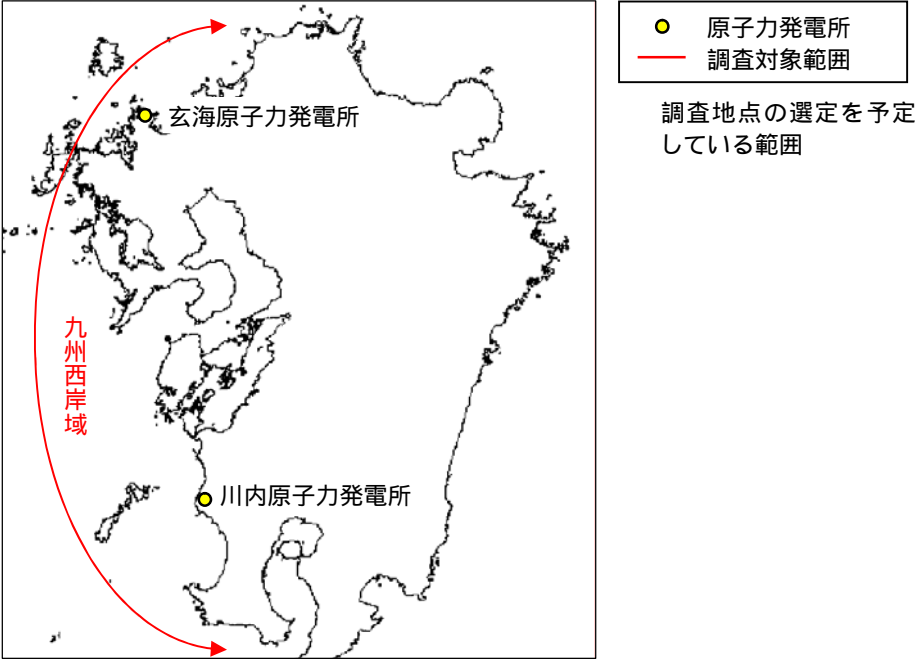 原子力発電所
調査対象範囲
調査地点の選定を予定
している範囲
玄海原子力発電所
九州西岸域
川内原子力発電所